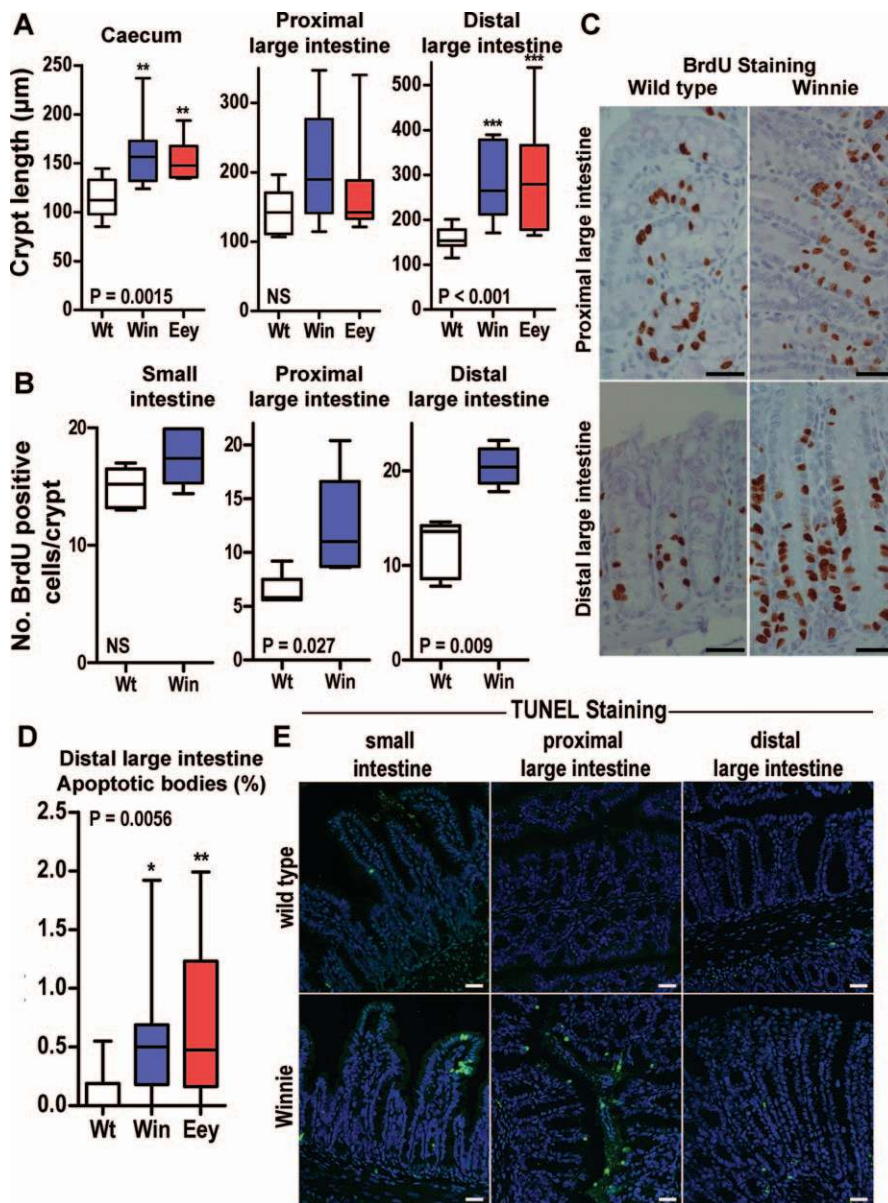 A
Caecum
Proximal
large intestine
Distal
large intestine
Crypt length (µm)
250
200
150
100
50
0
**
**
P = 0.0015
Wt
Win
Eey
300
200
100
0
NS
Wt
Win
Eey
500
400
300
200
100
0
***
***
P < 0.001
Wt
Win
Eey
B
Small
intestine
Proximal
large intestine
Distal
large intestine
No. BrdU positive
cells/crypt
20
10
0
NS
Wt
Win
20
15
10
5
0
P = 0.027
Wt
Win
20
10
0
P = 0.009
Wt
Win
C
BrdU Staining
Wild type
Winnie
Proximal large intestine
Distal large intestine
D
Distal large intestine
Apoptotic bodies (%)
2.5
2.0
1.5
1.0
0.5
0.0
P = 0.0056
*
**
Wt
Win
Eey
E
TUNEL Staining
small
intestine
proximal
large intestine
distal
large intestine
wild type
Winnie